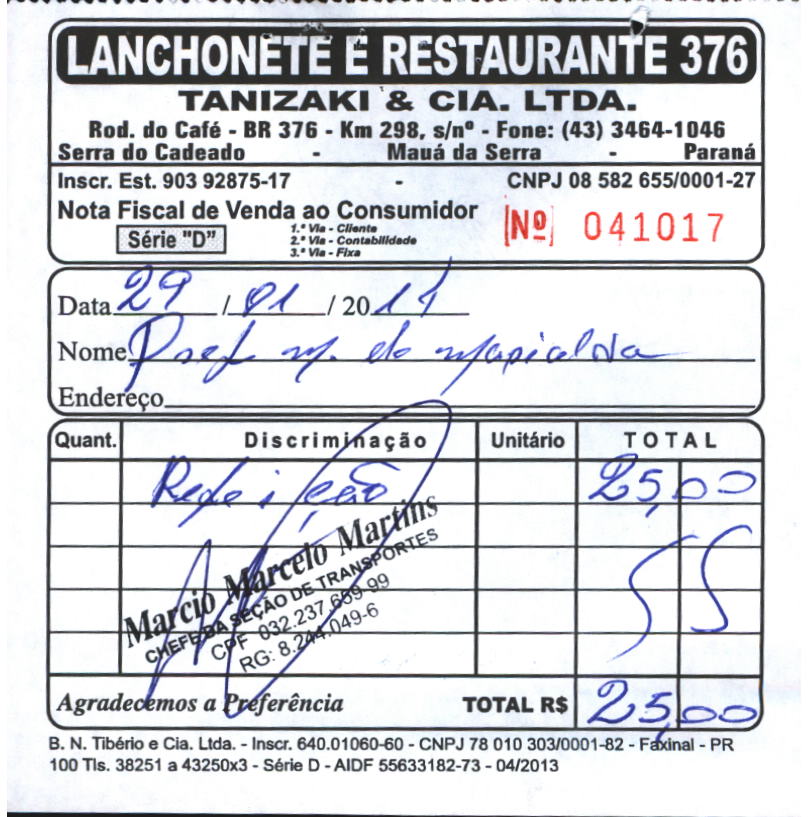 LANCHONETE E RESTAURANTE 376
TANIZAKI & CIA. LTDA.
Rod. do Café - BR 376 - Km 298, s/nº - Fone: (43) 3464-1046
Serra do Cadeado - Mauá da Serra - Paraná
Inscr. Est. 903 92875-17 - CNPJ 08 582 655/0001-27
Nota Fiscal de Venda ao Consumidor
Série "D"
1.ª Via - Cliente
2.ª Via - Contabilidade
3.ª Via - Fixa
Nº 041017
Data 29 / 01 / 2014
Nome Pref m. de
Endereço
Quant. Discriminação Unitário TOTAL
Refeição 25,00
Marcio Marcelo Martins
CHEFE DA SEÇÃO DE TRANSPORTES
CPF 032.237.659-99
RG: 8.244.049-6
Agradecemos a Preferência TOTAL R$ 25,00
B. N. Tibério e Cia. Ltda. - Inscr. 640.01060-60 - CNPJ 78 010 303/0001-82 - Faxinal - PR
100 Tls. 38251 a 43250x3 - Série D - AIDF 55633182-73 - 04/2013